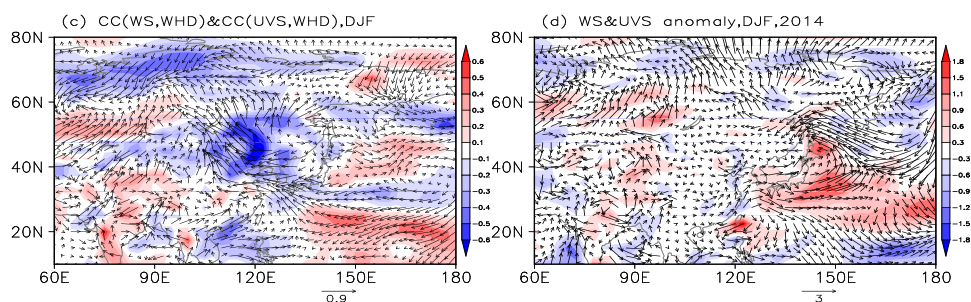 (c) CC(WS,WHD)&CC(UVS,WHD),DJF
80N
60N
40N
20N
60E 90E 120E 150E 180
0.9
0.6
0.5
0.4
0.3
0.2
0.1
-0.1
-0.2
-0.3
-0.4
-0.5
-0.6
(d) WS&UVS anomaly,DJF,2014
80N
60N
40N
20N
60E 90E 120E 150E 180
3
1.8
1.5
1.2
0.9
0.6
0.3
-0.3
-0.6
-0.9
-1.2
-1.5
-1.8